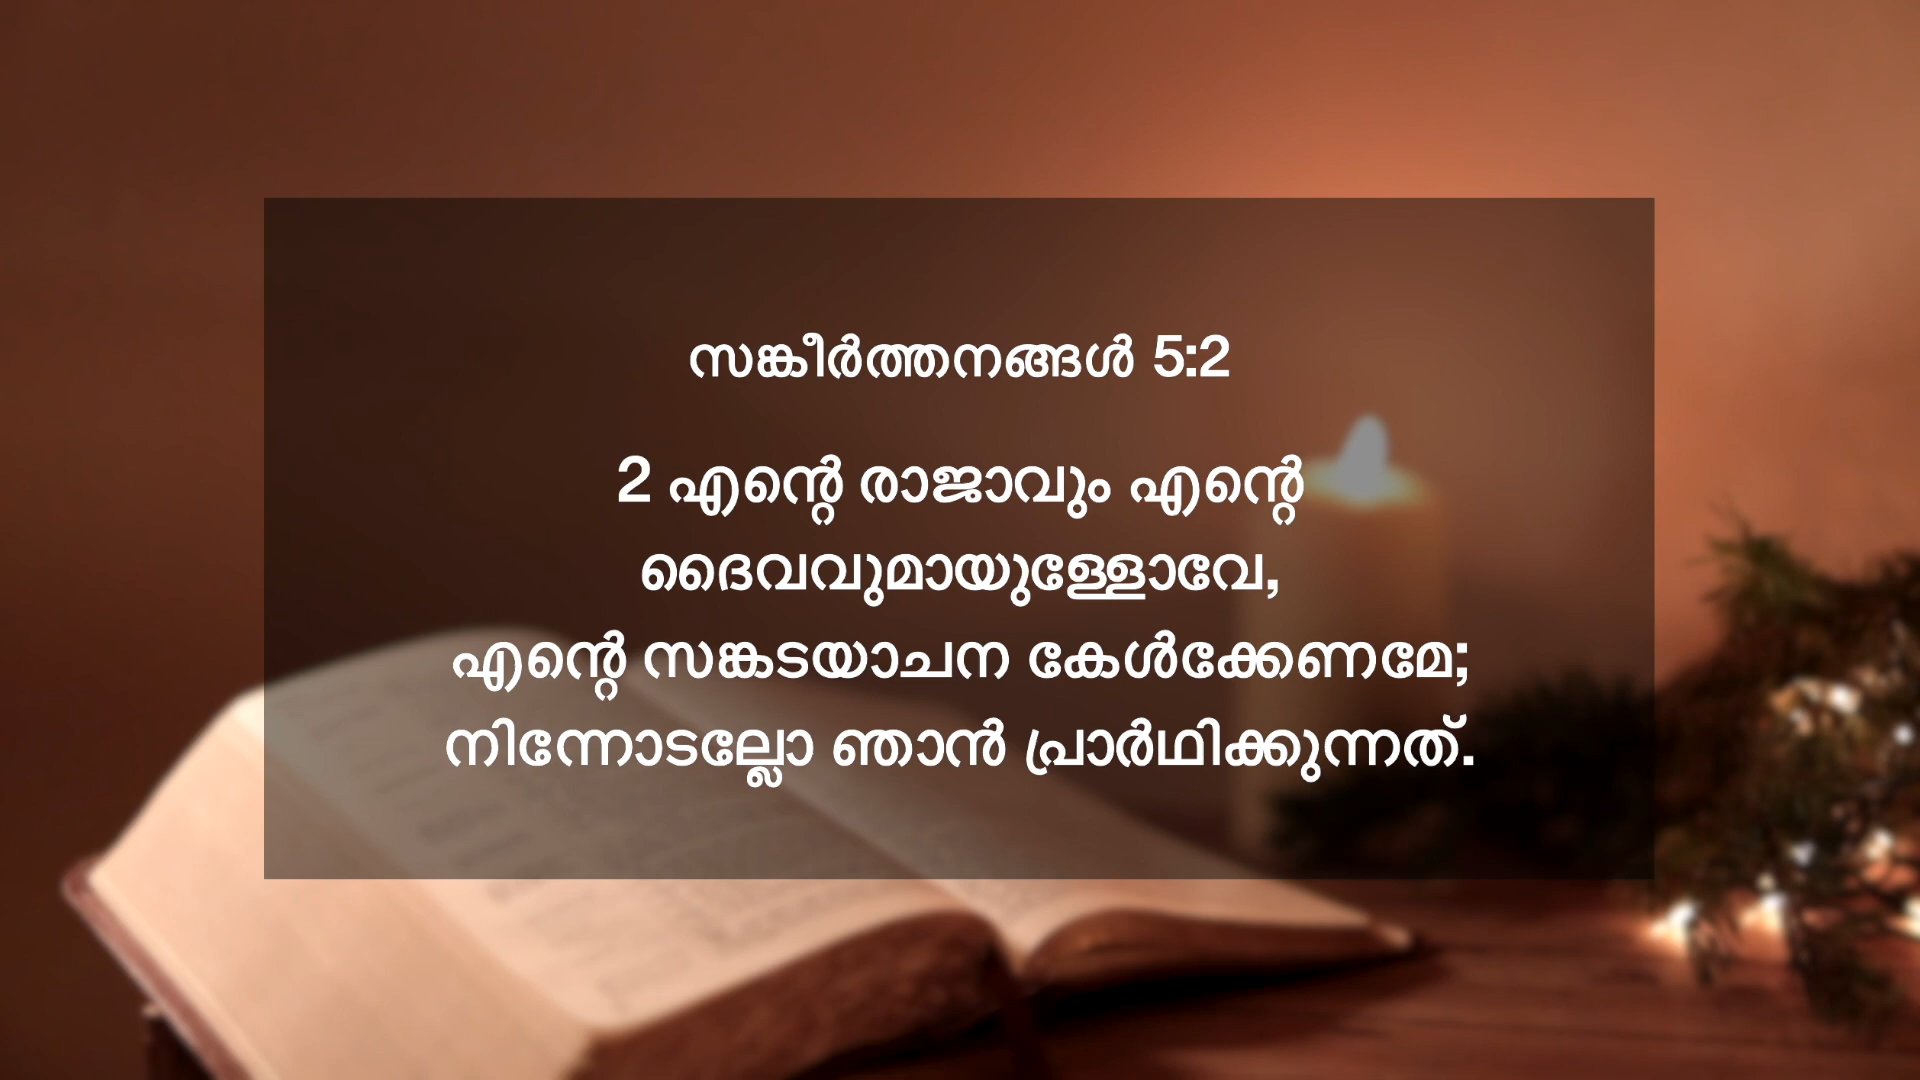 സങ്കീർത്തനങ്ങൾ 5:2
2 എന്റെ രാജാവും എന്റെ
ദൈവവുമായുള്ളോവേ,
എന്റെ സങ്കടയാചന കേൾക്കേണമേ;
നിന്നോടല്ലോ ഞാൻ പ്രാർഥിക്കുന്നത്.